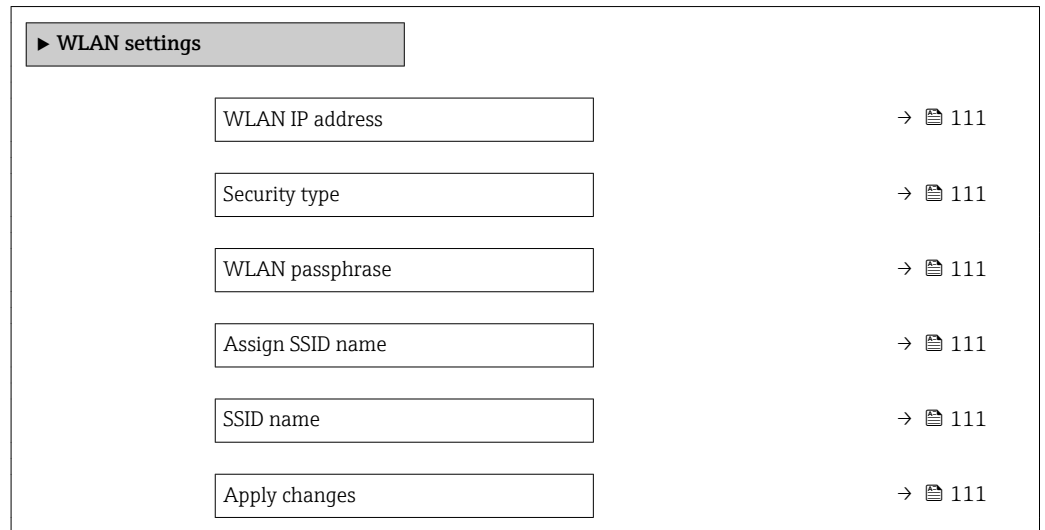 ▶ WLAN settings
WLAN IP address → 111
Security type → 111
WLAN passphrase → 111
Assign SSID name → 111
SSID name → 111
Apply changes → 111